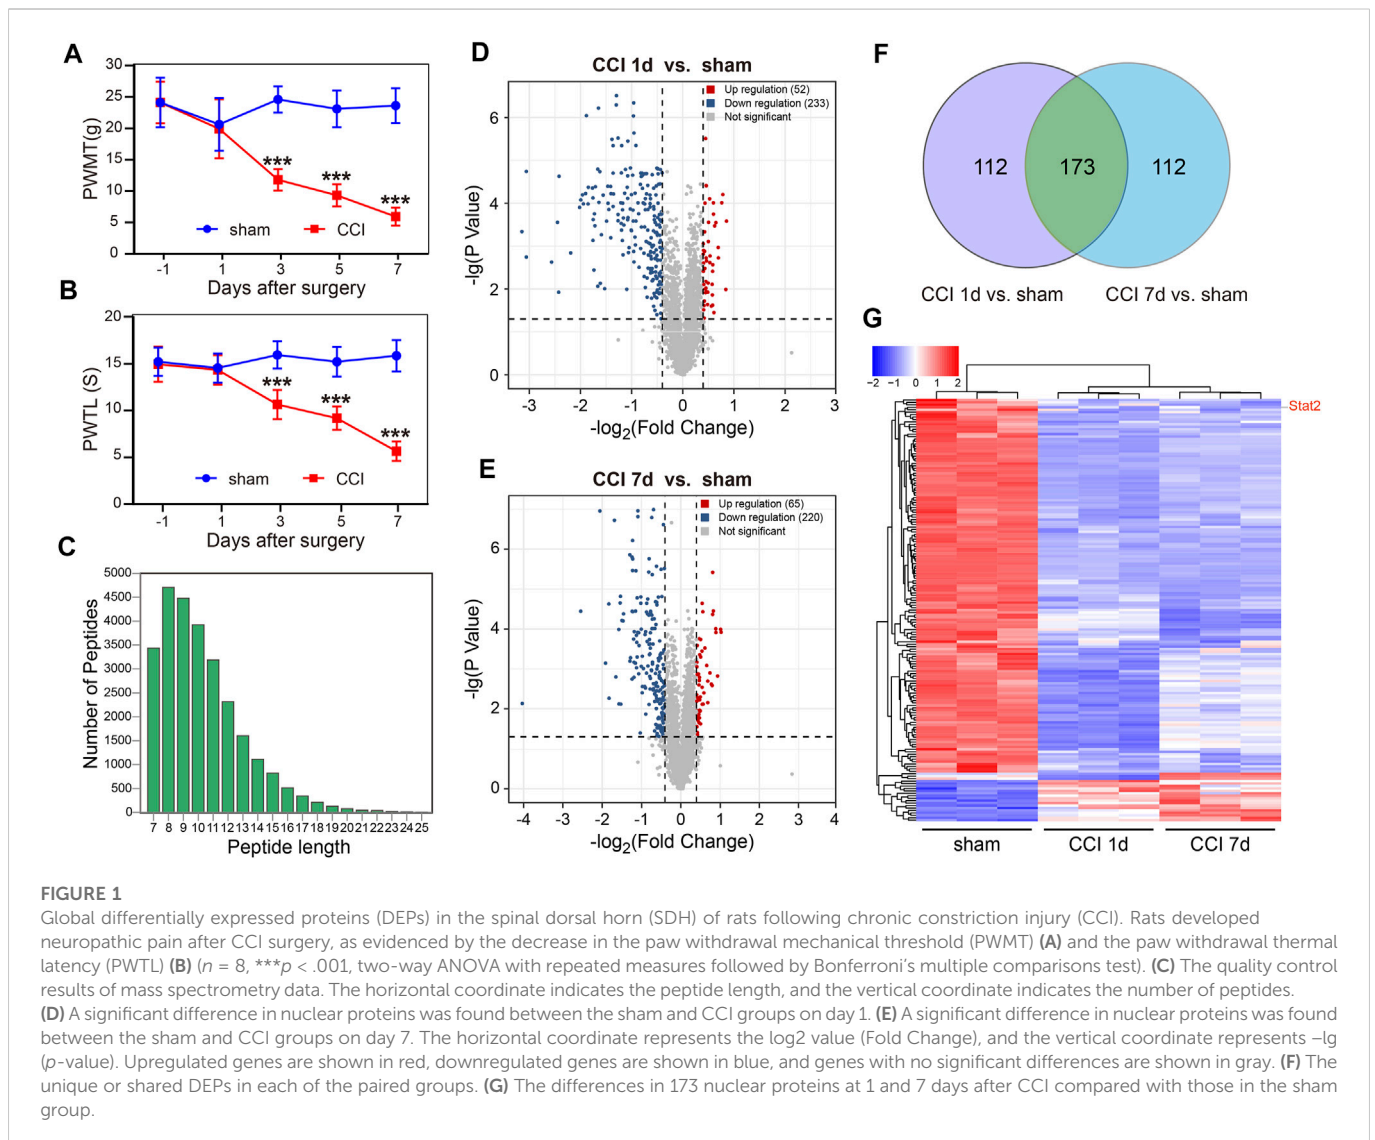 A
30
25
20
15
10
5
0
PWMT(g)
***
***
***
sham
CCI
-1
1
3
5
7
Days after surgery
B
20
15
10
5
0
PWTL (S)
***
***
***
sham
CCI
-1
1
3
5
7
Days after surgery
C
5000
4500
4000
3500
3000
2500
2000
1500
1000
500
0
Number of Peptides
7 8 9 10 11 12 13 14 15 16 17 18 19 20 21 22 23 24 25
Peptide length
D
CCI 1d vs. sham
Up regulation (52)
Down regulation (233)
Not significant
6
4
2
0
-lg(P Value)
-3 -2 -1 0 1 2 3
-log2(Fold Change)
E
CCI 7d vs. sham
Up regulation (65)
Down regulation (220)
Not significant
6
4
2
0
-lg(P Value)
-4 -3 -2 -1 0 1 2 3 4
-log2(Fold Change)
F
112
173
112
CCI 1d vs. sham
CCI 7d vs. sham
G
−2 −1 0 1 2
Stat2
sham
CCI 1d
CCI 7d
FIGURE 1
Global differentially expressed proteins (DEPs) in the spinal dorsal horn (SDH) of rats following chronic constriction injury (CCI). Rats developed
neuropathic pain after CCI surgery, as evidenced by the decrease in the paw withdrawal mechanical threshold (PWMT) (A) and the paw withdrawal thermal
latency (PWTL) (B) (n = 8, ***p < .001, two-way ANOVA with repeated measures followed by Bonferroni's multiple comparisons test). (C) The quality control
results of mass spectrometry data. The horizontal coordinate indicates the peptide length, and the vertical coordinate indicates the number of peptides.
(D) A significant difference in nuclear proteins was found between the sham and CCI groups on day 1. (E) A significant difference in nuclear proteins was found
between the sham and CCI groups on day 7. The horizontal coordinate represents the log2 value (Fold Change), and the vertical coordinate represents –lg
(p-value). Upregulated genes are shown in red, downregulated genes are shown in blue, and genes with no significant differences are shown in gray. (F) The
unique or shared DEPs in each of the paired groups. (G) The differences in 173 nuclear proteins at 1 and 7 days after CCI compared with those in the sham
group.